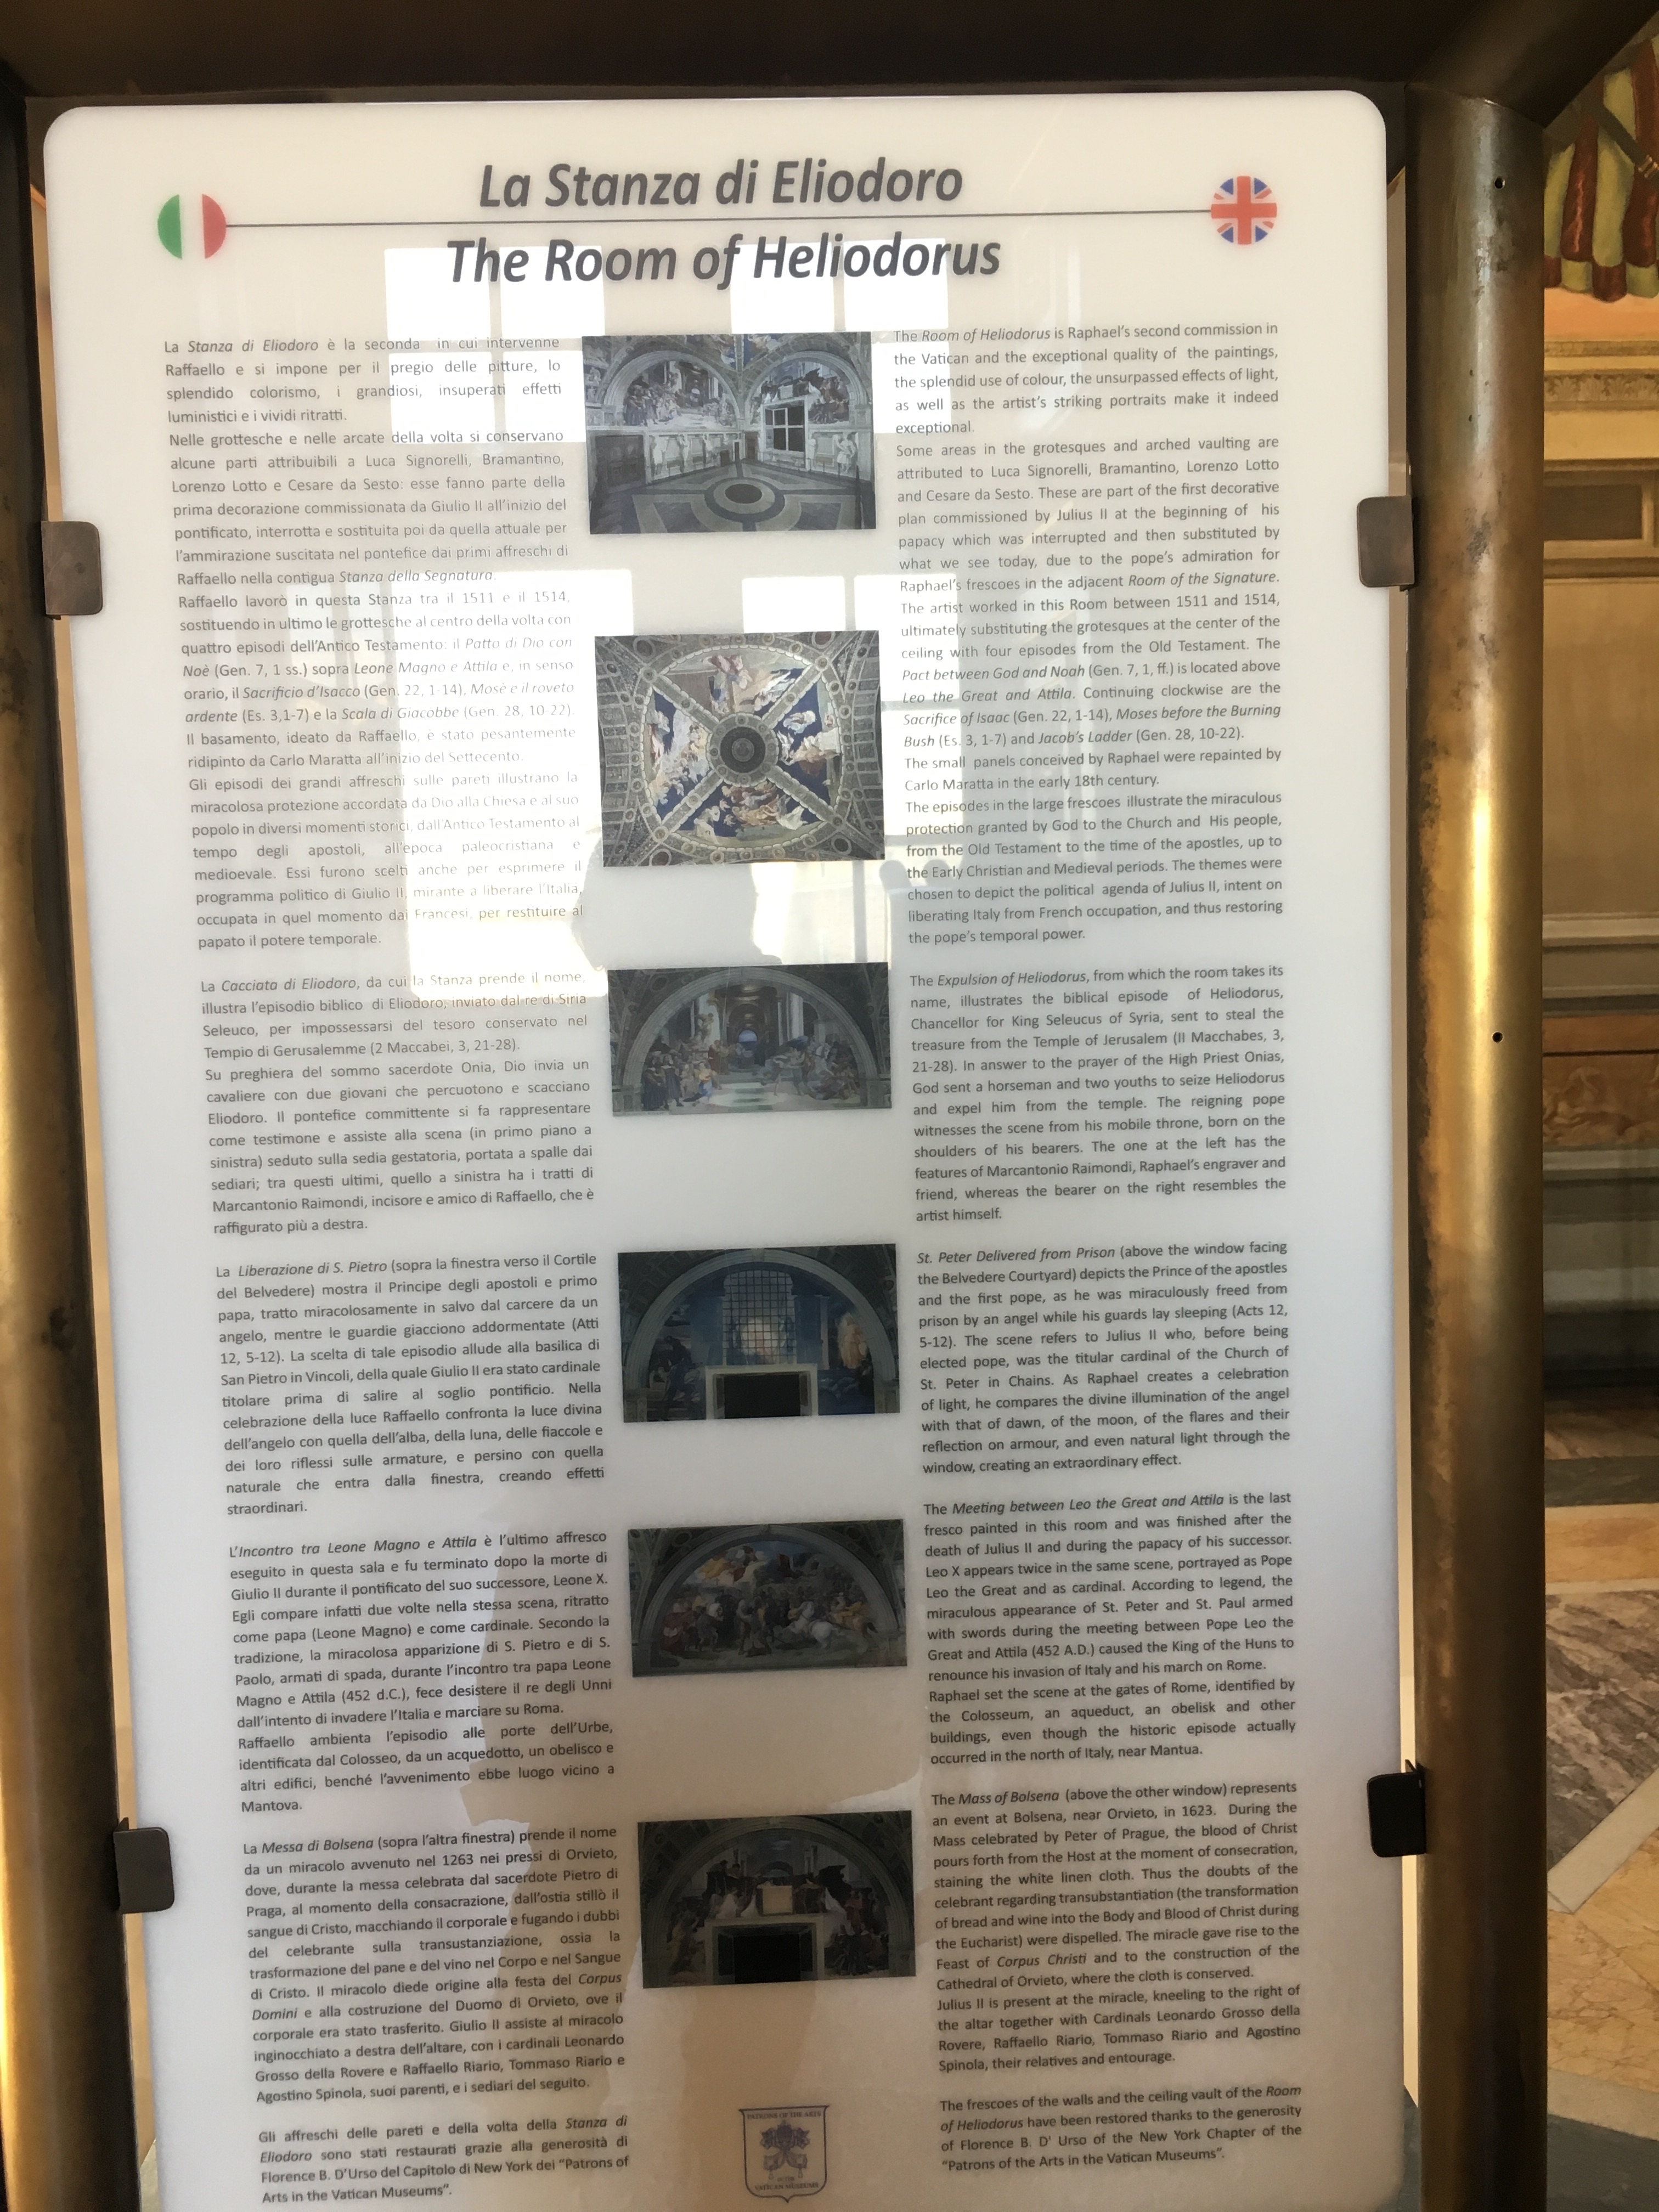 La Stanza di Eliodoro
The Room of Heliodorus
La Stanza di Eliodoro è la seconda in cui intervenne
Raffaello e si impone per il pregio delle pitture, lo
splendido colorismo, i grandiosi, insuperati effetti
luministici e i vividi ritratti.
Nelle grottesche e nelle arcate della volta si conservano
alcune parti attribuibili a Luca Signorelli, Bramantino,
Lorenzo Lotto e Cesare da Sesto: esse fanno parte della
prima decorazione commissionata da Giulio II all'inizio del
pontificato, interrotta e sostituita poi da quella attuale per
l'ammirazione suscitata nel pontefice dai primi affreschi di
Raffaello nella contigua Stanza della Segnatura.
Raffaello lavorò in questa Stanza tra il 1511 e il 1514,
sostituendo in ultimo le grottesche al centro della volta con
quattro episodi dell'Antico Testamento: il Patto di Dio con
Noè (Gen. 7, 1 ss.) sopra Leone Magno e Attila e, in senso
orario, il Sacrificio d'Isacco (Gen. 22, 1-14), Mosè e il roveto
ardente (Es. 3,1-7) e la Scala di Giacobbe (Gen. 28, 10-22).
Il basamento, ideato da Raffaello, è stato pesantemente
ridipinto da Carlo Maratta all'inizio del Settecento.
Gli episodi dei grandi affreschi sulle pareti illustrano la
miracolosa protezione accordata da Dio alla Chiesa e al suo
popolo in diversi momenti storici, dall'Antico Testamento al
tempo degli apostoli, all'epoca paleocristiana e
medioevale. Essi furono scelti anche per esprimere il
programma politico di Giulio II, mirante a liberare l'Italia,
occupata in quel momento dai Francesi, per restituire al
papato il potere temporale.
La Cacciata di Eliodoro, da cui la Stanza prende il nome,
illustra l'episodio biblico di Eliodoro, inviato dal re di Siria
Seleuco, per impossessarsi del tesoro conservato nel
Tempio di Gerusalemme (2 Maccabei, 3, 21-28).
Su preghiera del sommo sacerdote Onia, Dio invia un
cavaliere con due giovani che percuotono e scacciano
Eliodoro. Il pontefice committente si fa rappresentare
come testimone e assiste alla scena (in primo piano a
sinistra) seduto sulla sedia gestatoria, portata a spalle dai
sediari; tra questi ultimi, quello a sinistra ha i tratti di
Marcantonio Raimondi, incisore e amico di Raffaello, che è
raffigurato più a destra.
La Liberazione di S. Pietro (sopra la finestra verso il Cortile
del Belvedere) mostra il Principe degli apostoli e primo
papa, tratto miracolosamente in salvo dal carcere da un
angelo, mentre le guardie giacciono addormentate (Atti
12, 5-12). La scelta di tale episodio allude alla basilica di
San Pietro in Vincoli, della quale Giulio II era stato cardinale
titolare prima di salire al soglio pontificio. Nella
celebrazione della luce Raffaello confronta la luce divina
dell'angelo con quella dell'alba, della luna, delle fiaccole e
dei loro riflessi sulle armature, e persino con quella
naturale che entra dalla finestra, creando effetti
straordinari.
L'Incontro tra Leone Magno e Attila è l'ultimo affresco
eseguito in questa sala e fu terminato dopo la morte di
Giulio II durante il pontificato del suo successore, Leone X.
Egli compare infatti due volte nella stessa scena, ritratto
come papa (Leone Magno) e come cardinale. Secondo la
tradizione, la miracolosa apparizione di S. Pietro e di S.
Paolo, armati di spada, durante l'incontro tra papa Leone
Magno e Attila (452 d.C.), fece desistere il re degli Unni
dall'intento di invadere l'Italia e marciare su Roma.
Raffaello ambienta l'episodio alle porte dell'Urbe,
identificata dal Colosseo, da un acquedotto, un obelisco e
altri edifici, benché l'avvenimento ebbe luogo vicino a
Mantova.
La Messa di Bolsena (sopra l'altra finestra) prende il nome
da un miracolo avvenuto nel 1263 nei pressi di Orvieto,
dove, durante la messa celebrata dal sacerdote Pietro di
Praga, al momento della consacrazione, dall'ostia stillò il
sangue di Cristo, macchiando il corporale e fugando i dubbi
del celebrante sulla transustanziazione, ossia la
trasformazione del pane e del vino nel Corpo e nel Sangue
di Cristo. Il miracolo diede origine alla festa del Corpus
Domini e alla costruzione del Duomo di Orvieto, ove il
corporale era stato trasferito. Giulio II assiste al miracolo
inginocchiato a destra dell'altare, con i cardinali Leonardo
Grosso della Rovere e Raffaello Riario, Tommaso Riario e
Agostino Spinola, suoi parenti, e i sediari del seguito.
Gli affreschi delle pareti e della volta della Stanza di
Eliodoro sono stati restaurati grazie alla generosità di
Florence B. D'Urso del Capitolo di New York dei "Patrons of
Arts in the Vatican Museums".
The Room of Heliodorus is Raphael's second commission in
the Vatican and the exceptional quality of the paintings,
the splendid use of colour, the unsurpassed effects of light,
as well as the artist's striking portraits make it indeed
exceptional.
Some areas in the grotesques and arched vaulting are
attributed to Luca Signorelli, Bramantino, Lorenzo Lotto
and Cesare da Sesto. These are part of the first decorative
plan commissioned by Julius II at the beginning of his
papacy which was interrupted and then substituted by
what we see today, due to the pope's admiration for
Raphael's frescoes in the adjacent Room of the Signature.
The artist worked in this Room between 1511 and 1514,
ultimately substituting the grotesques at the center of the
ceiling with four episodes from the Old Testament. The
Pact between God and Noah (Gen. 7, 1, ff.) is located above
Leo the Great and Attila. Continuing clockwise are the
Sacrifice of Isaac (Gen. 22, 1-14), Moses before the Burning
Bush (Es. 3, 1-7) and Jacob's Ladder (Gen. 28, 10-22).
The small panels conceived by Raphael were repainted by
Carlo Maratta in the early 18th century.
The episodes in the large frescoes illustrate the miraculous
protection granted by God to the Church and His people,
from the Old Testament to the time of the apostles, up to
the Early Christian and Medieval periods. The themes were
chosen to depict the political agenda of Julius II, intent on
liberating Italy from French occupation, and thus restoring
the pope's temporal power.
The Expulsion of Heliodorus, from which the room takes its
name, illustrates the biblical episode of Heliodorus,
Chancellor for King Seleucus of Syria, sent to steal the
treasure from the Temple of Jerusalem (II Macchabes, 3,
21-28). In answer to the prayer of the High Priest Onias,
God sent a horseman and two youths to seize Heliodorus
and expel him from the temple. The reigning pope
witnesses the scene from his mobile throne, born on the
shoulders of his bearers. The one at the left has the
features of Marcantonio Raimondi, Raphael's engraver and
friend, whereas the bearer on the right resembles the
artist himself.
St. Peter Delivered from Prison (above the window facing
the Belvedere Courtyard) depicts the Prince of the apostles
and the first pope, as he was miraculously freed from
prison by an angel while his guards lay sleeping (Acts 12,
5-12). The scene refers to Julius II who, before being
elected pope, was the titular cardinal of the Church of
St. Peter in Chains. As Raphael creates a celebration
of light, he compares the divine illumination of the angel
with that of dawn, of the moon, of the flares and their
reflection on armour, and even natural light through the
window, creating an extraordinary effect.
The Meeting between Leo the Great and Attila is the last
fresco painted in this room and was finished after the
death of Julius II and during the papacy of his successor.
Leo X appears twice in the same scene, portrayed as Pope
Leo the Great and as cardinal. According to legend, the
miraculous appearance of St. Peter and St. Paul armed
with swords during the meeting between Pope Leo the
Great and Attila (452 A.D.) caused the King of the Huns to
renounce his invasion of Italy and his march on Rome.
Raphael set the scene at the gates of Rome, identified by
the Colosseum, an aqueduct, an obelisk and other
buildings, even though the historic episode actually
occurred in the north of Italy, near Mantua.
The Mass of Bolsena (above the other window) represents
an event at Bolsena, near Orvieto, in 1623. During the
Mass celebrated by Peter of Prague, the blood of Christ
pours forth from the Host at the moment of consecration,
staining the white linen cloth. Thus the doubts of the
celebrant regarding transubstantiation (the transformation
of bread and wine into the Body and Blood of Christ during
the Eucharist) were dispelled. The miracle gave rise to the
Feast of Corpus Christi and to the construction of the
Cathedral of Orvieto, where the cloth is conserved.
Julius II is present at the miracle, kneeling to the right of
the altar together with Cardinals Leonardo Grosso della
Rovere, Raffaello Riario, Tommaso Riario and Agostino
Spinola, their relatives and entourage.
The frescoes of the walls and the ceiling vault of the Room
of Heliodorus have been restored thanks to the generosity
of Florence B. D' Urso of the New York Chapter of the
"Patrons of the Arts in the Vatican Museums".
PATRONS OF THE ARTS
IN THE
VATICAN MUSEUMS